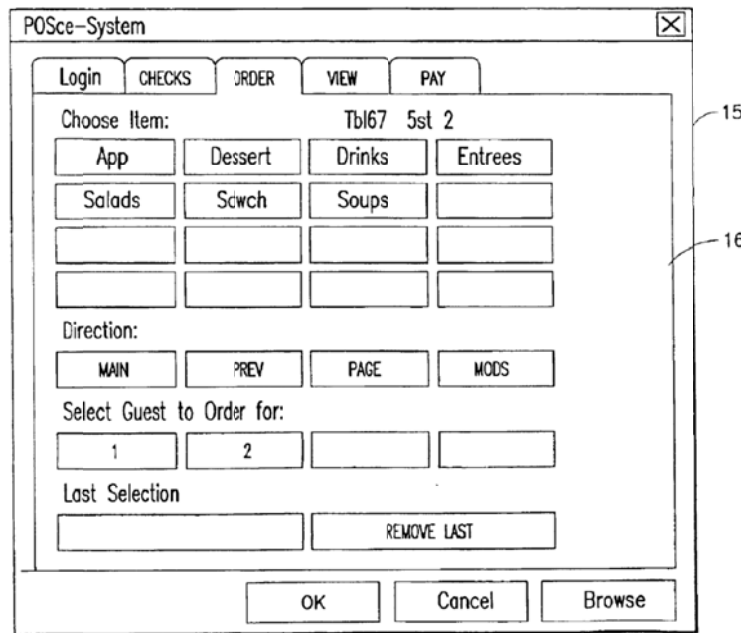 POSce-System
Login CHECKS ORDER VIEW PAY
Choose Item: Tbl67 5st 2
15
App Dessert Drinks Entrees
Salads Sdwch Soups
16
Direction:
MAIN PREV PAGE MODS
Select Guest to Order for:
1 2
Last Selection
REMOVE LAST
OK Cancel Browse